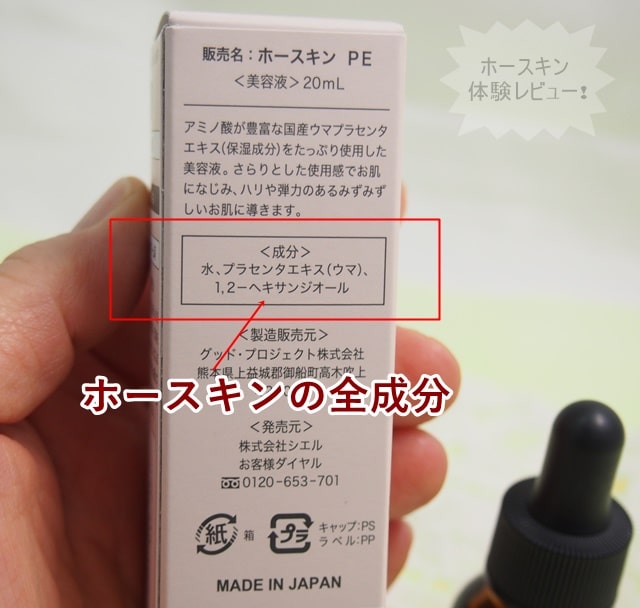 ホースキン
体験レビュー!
販売名:ホースキン PE
<美容液>20mL
アミノ酸が豊富な国産ウマプラセンタ
エキス(保湿成分)をたっぷり使用した
美容液。さらりとした使用感でお肌
になじみ、ハリや弾力のあるみずみず
しいお肌に導きます。
<成分>
水、プラセンタエキス(ウマ)、
1,2-ヘキサンジオール
<製造販売元>
グッド・プロジェクト株式会社
熊本県上益城郡御船町高木吹上
ホースキンの全成分
<発売元>
株式会社シエル
お客様ダイヤル
0120-653-701
紙 箱
プラ キャップ:PS
ラベル:PP
MADE IN JAPAN